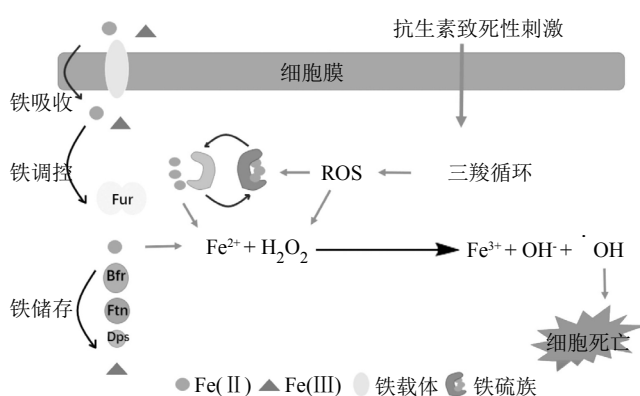 抗生素致死性刺激
细胞膜
铁吸收
铁调控
Fur
ROS
三羧循环
Fe²⁺ + H₂O₂
Fe³⁺ + OH⁻ + ˙OH
铁储存
Bfr
Ftn
Dps
细胞死亡
Fe(Ⅱ) Fe(Ⅲ) 铁载体 铁硫族